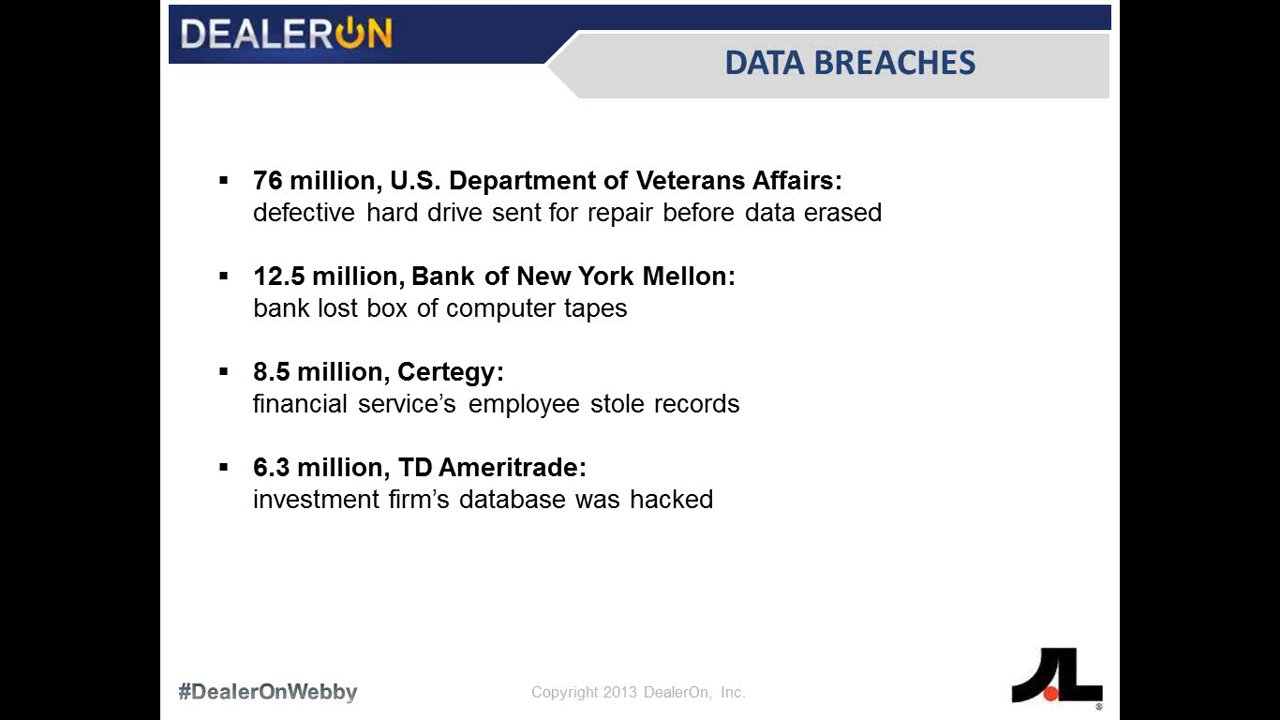 DEALERON
DATA BREACHES
▪ 76 million, U.S. Department of Veterans Affairs:
defective hard drive sent for repair before data erased
▪ 12.5 million, Bank of New York Mellon:
bank lost box of computer tapes
▪ 8.5 million, Certegy:
financial service’s employee stole records
▪ 6.3 million, TD Ameritrade:
investment firm’s database was hacked
#DealerOnWebby
Copyright 2013 DealerOn, Inc.
JL
®